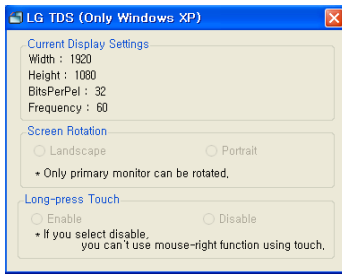 LG TDS (Only Windows XP)
Current Display Settings
Width : 1920
Height : 1080
BitsPerPel : 32
Frequency : 60
Screen Rotation
Landscape Portrait
* Only primary monitor can be rotated,
Long-press Touch
Enable Disable
* If you select disable,
you can't use mouse-right function using touch,